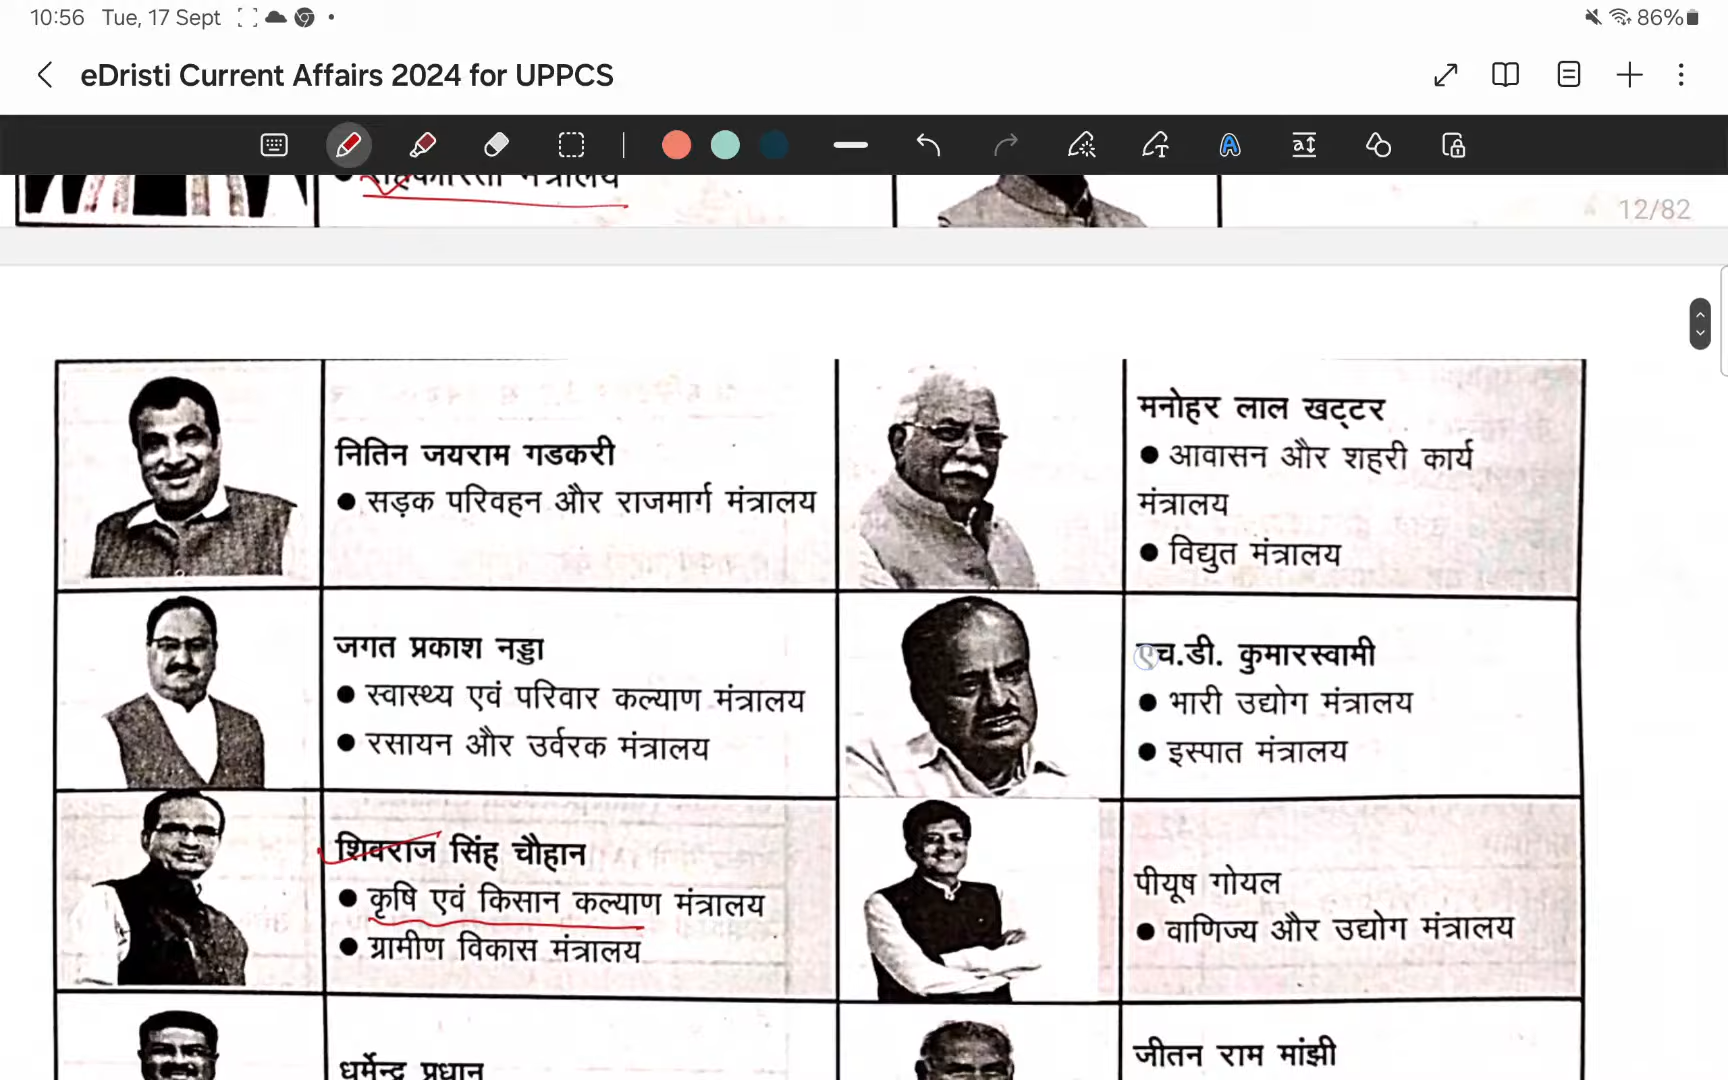 10:56 Tue, 17 Sept
86%
eDristi Current Affairs 2024 for UPPCS
सहकारिता मंत्रालय
12/82
नितिन जयराम गडकरी
● सड़क परिवहन और राजमार्ग मंत्रालय
मनोहर लाल खट्टर
● आवासन और शहरी कार्य
मंत्रालय
● विद्युत मंत्रालय
जगत प्रकाश नड्डा
● स्वास्थ्य एवं परिवार कल्याण मंत्रालय
● रसायन और उर्वरक मंत्रालय
एच.डी. कुमारस्वामी
● भारी उद्योग मंत्रालय
● इस्पात मंत्रालय
शिवराज सिंह चौहान
● कृषि एवं किसान कल्याण मंत्रालय
● ग्रामीण विकास मंत्रालय
पीयूष गोयल
● वाणिज्य और उद्योग मंत्रालय
धर्मेन्द्र प्रधान
जीतन राम मांझी